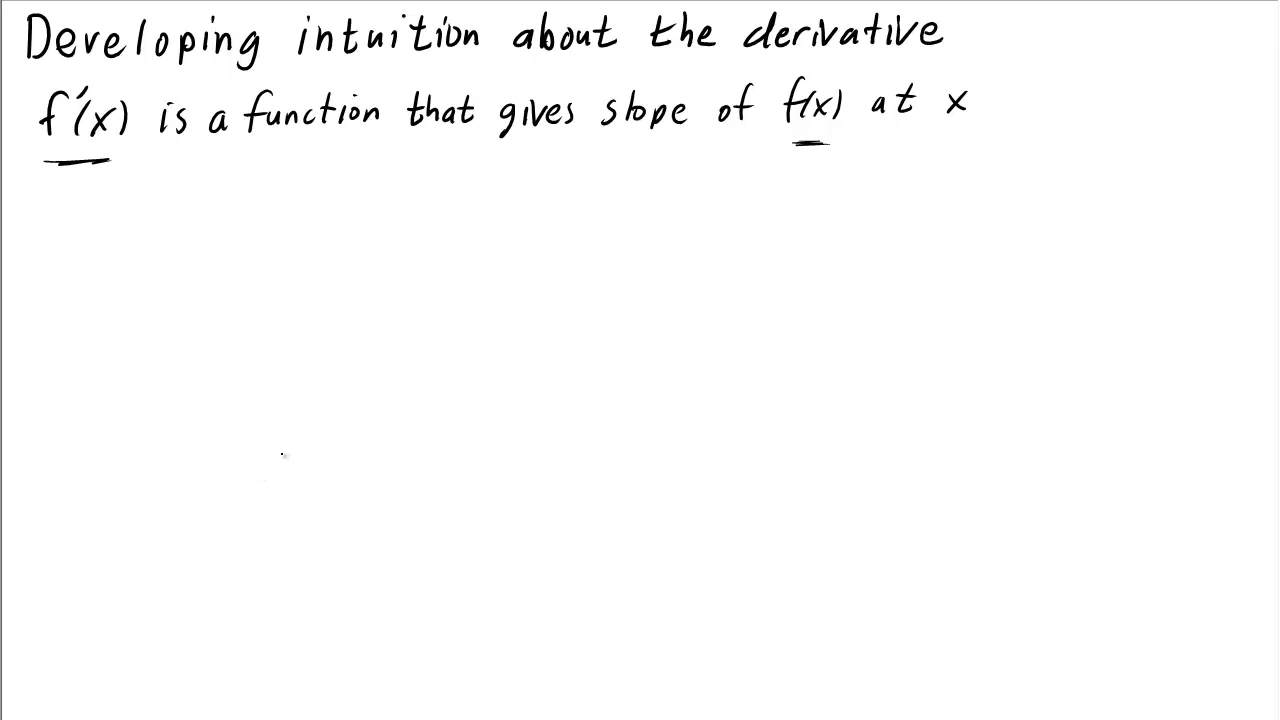 Developing intuition about the derivative
f'(x) is a function that gives slope of f(x) at x